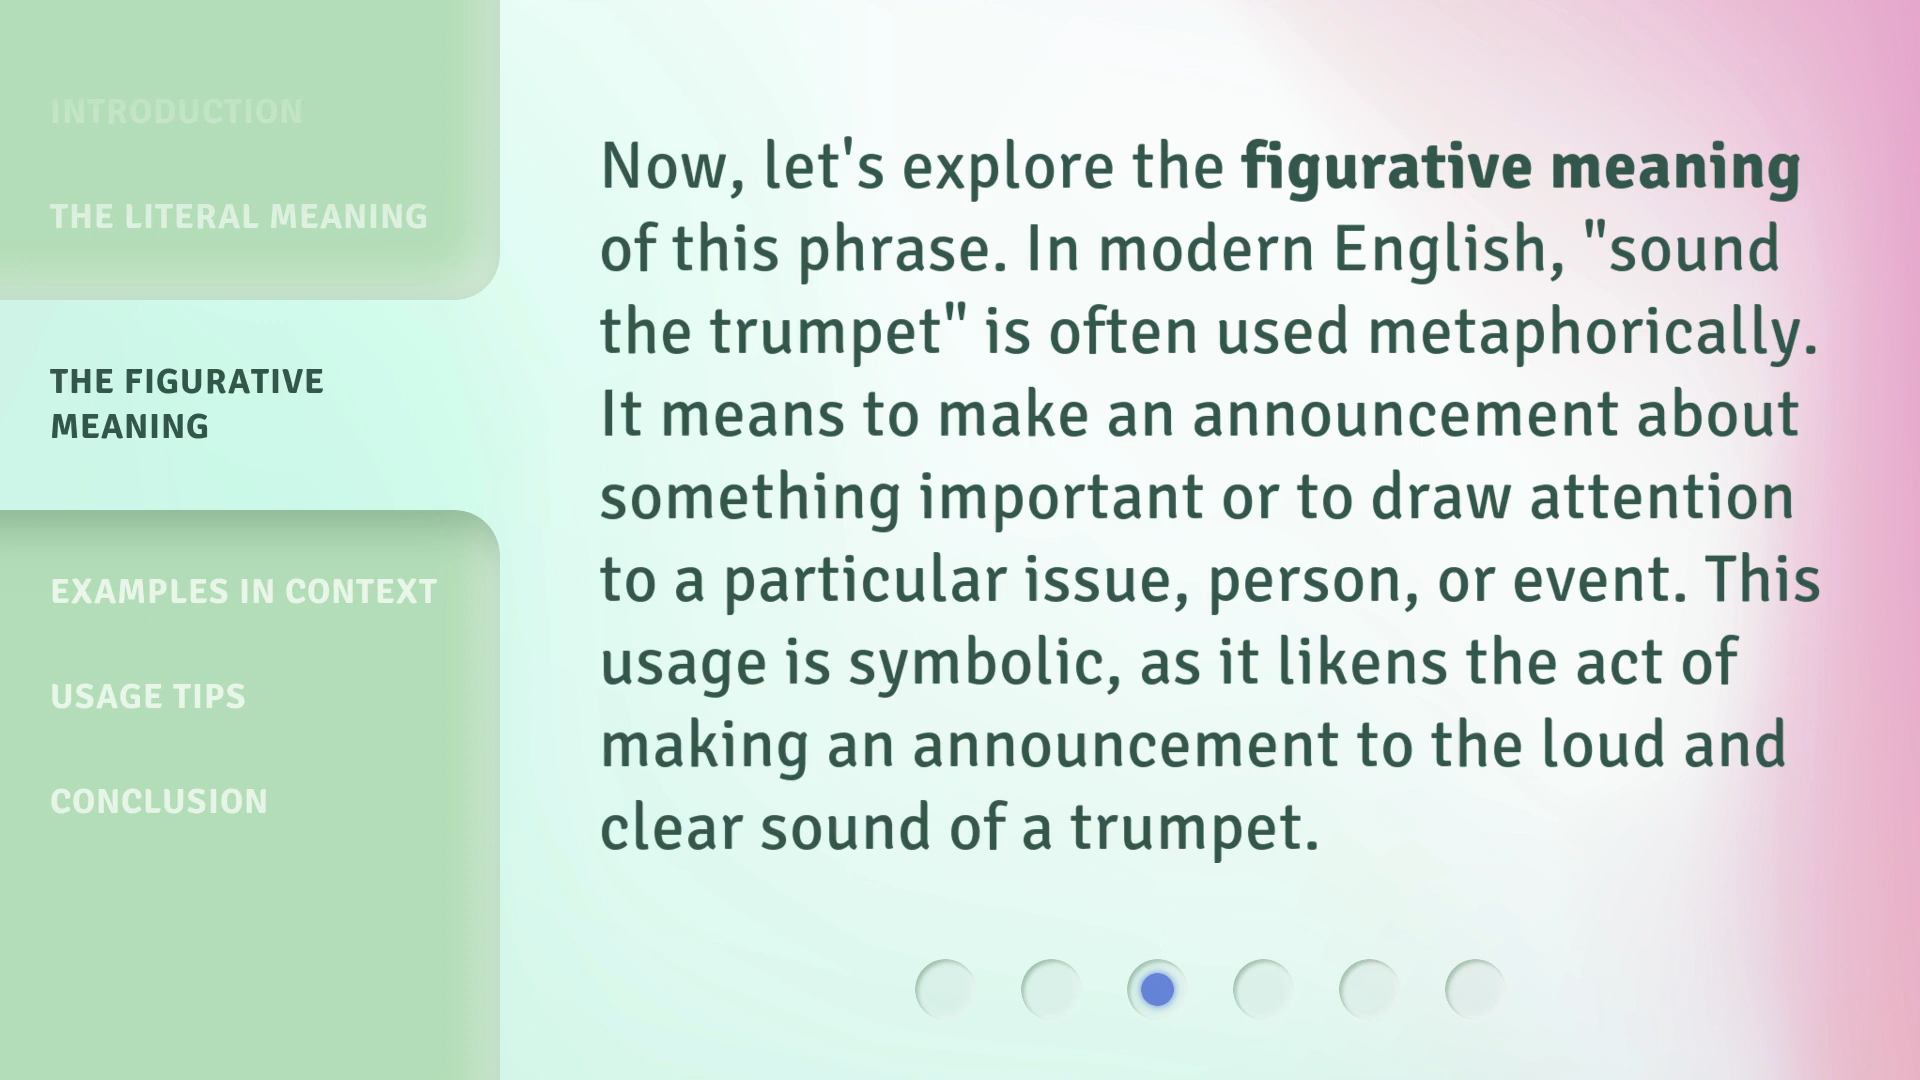 INTRODUCTION
THE LITERAL MEANING
THE FIGURATIVE
MEANING
EXAMPLES IN CONTEXT
USAGE TIPS
CONCLUSION
Now, let's explore the figurative meaning
of this phrase. In modern English, "sound
the trumpet" is often used metaphorically.
It means to make an announcement about
something important or to draw attention
to a particular issue, person, or event. This
usage is symbolic, as it likens the act of
making an announcement to the loud and
clear sound of a trumpet.